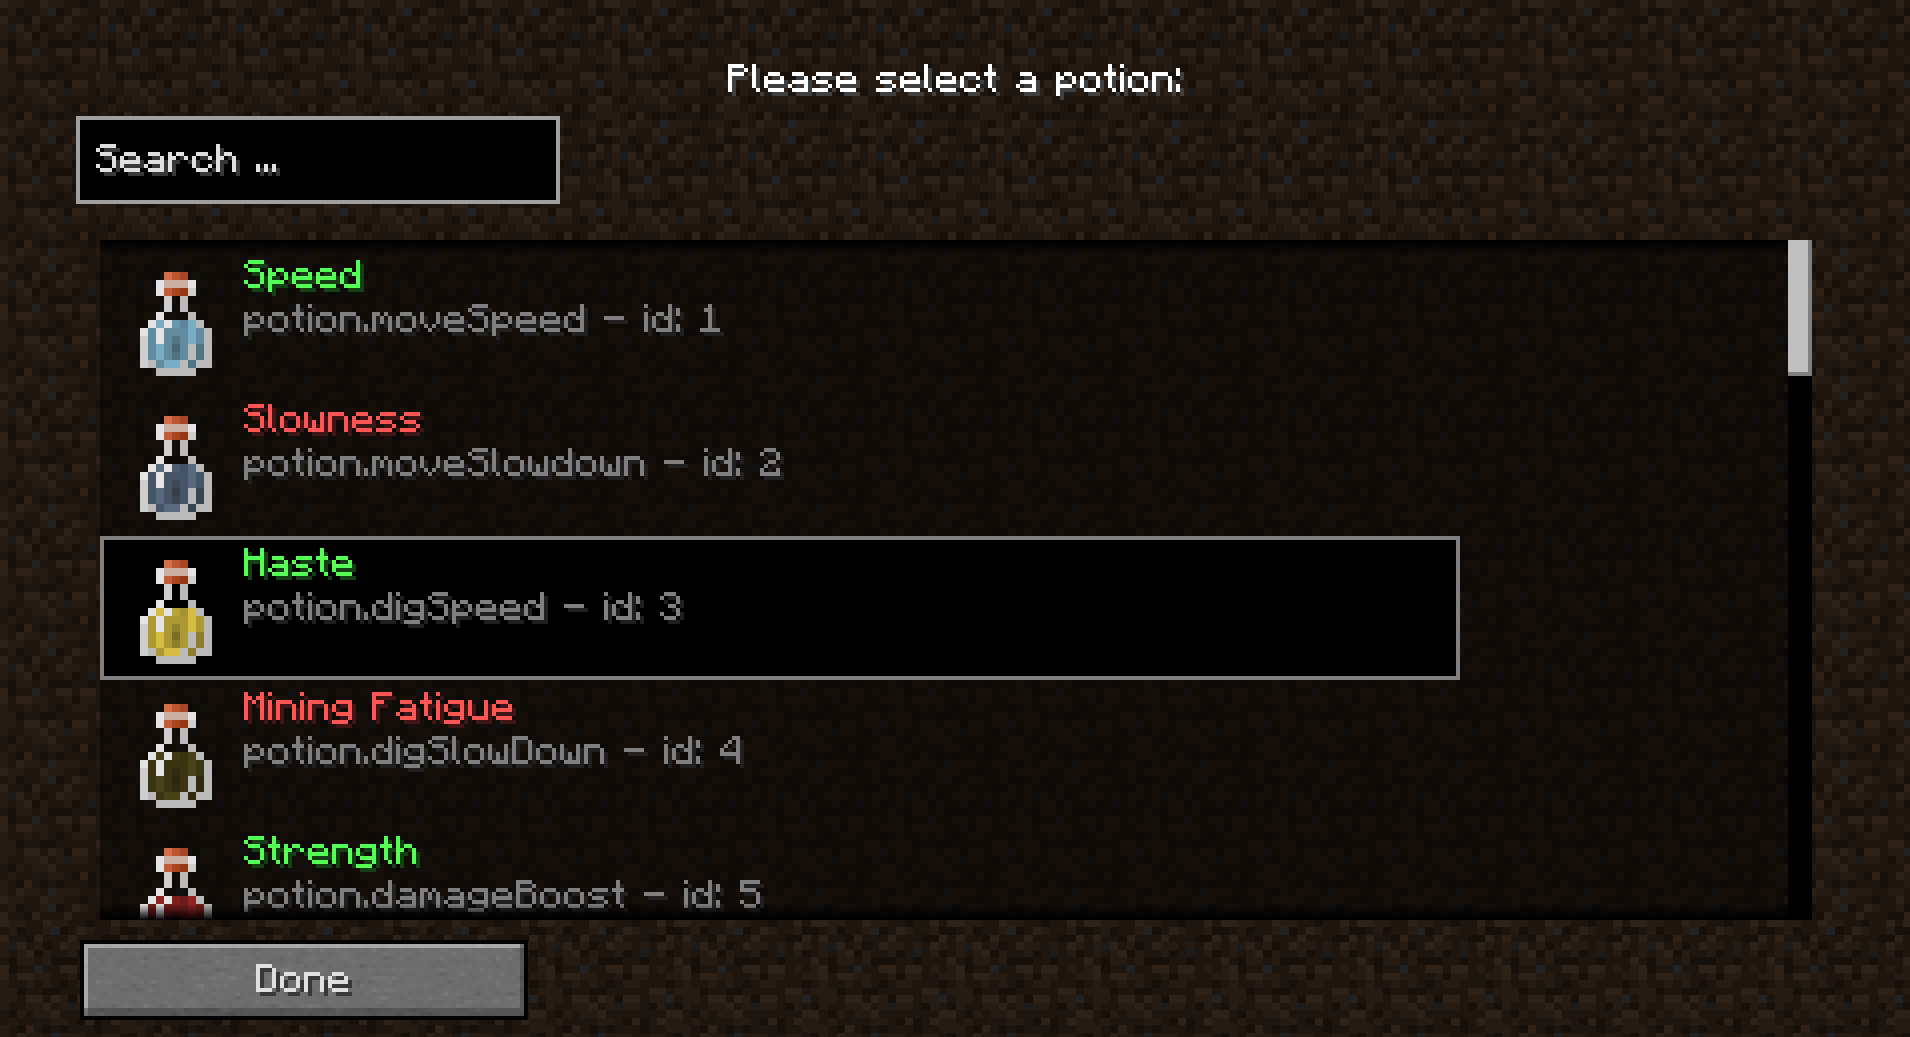 Please select a potion:
Search ...
Speed
potion.moveSpeed - id: 1
Slowness
potion.moveSlowdown - id: 2
Haste
potion.digSpeed - id: 3
Mining Fatigue
potion.digSlowDown - id: 4
Strength
potion.damageBoost - id: 5
Done